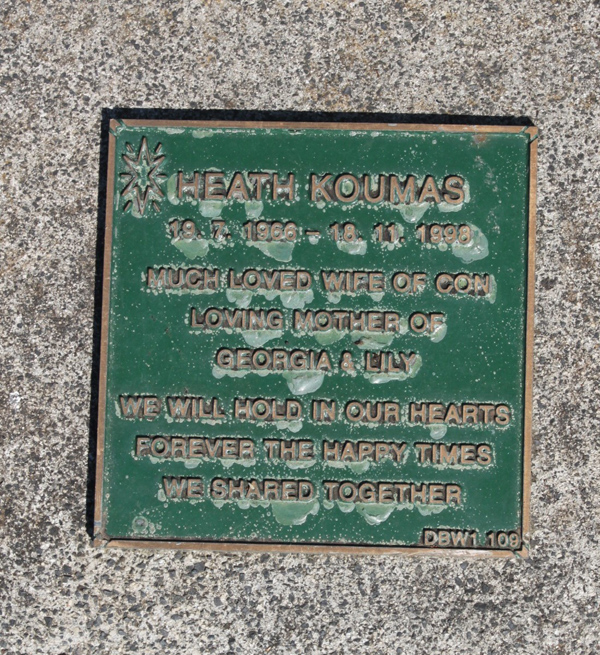 HEATH KOUMAS
19. 7. 1966 – 18. 11. 1998
MUCH LOVED WIFE OF CON
LOVING MOTHER OF
GEORGIA & LILY
WE WILL HOLD IN OUR HEARTS
FOREVER THE HAPPY TIMES
WE SHARED TOGETHER
DBW1 109